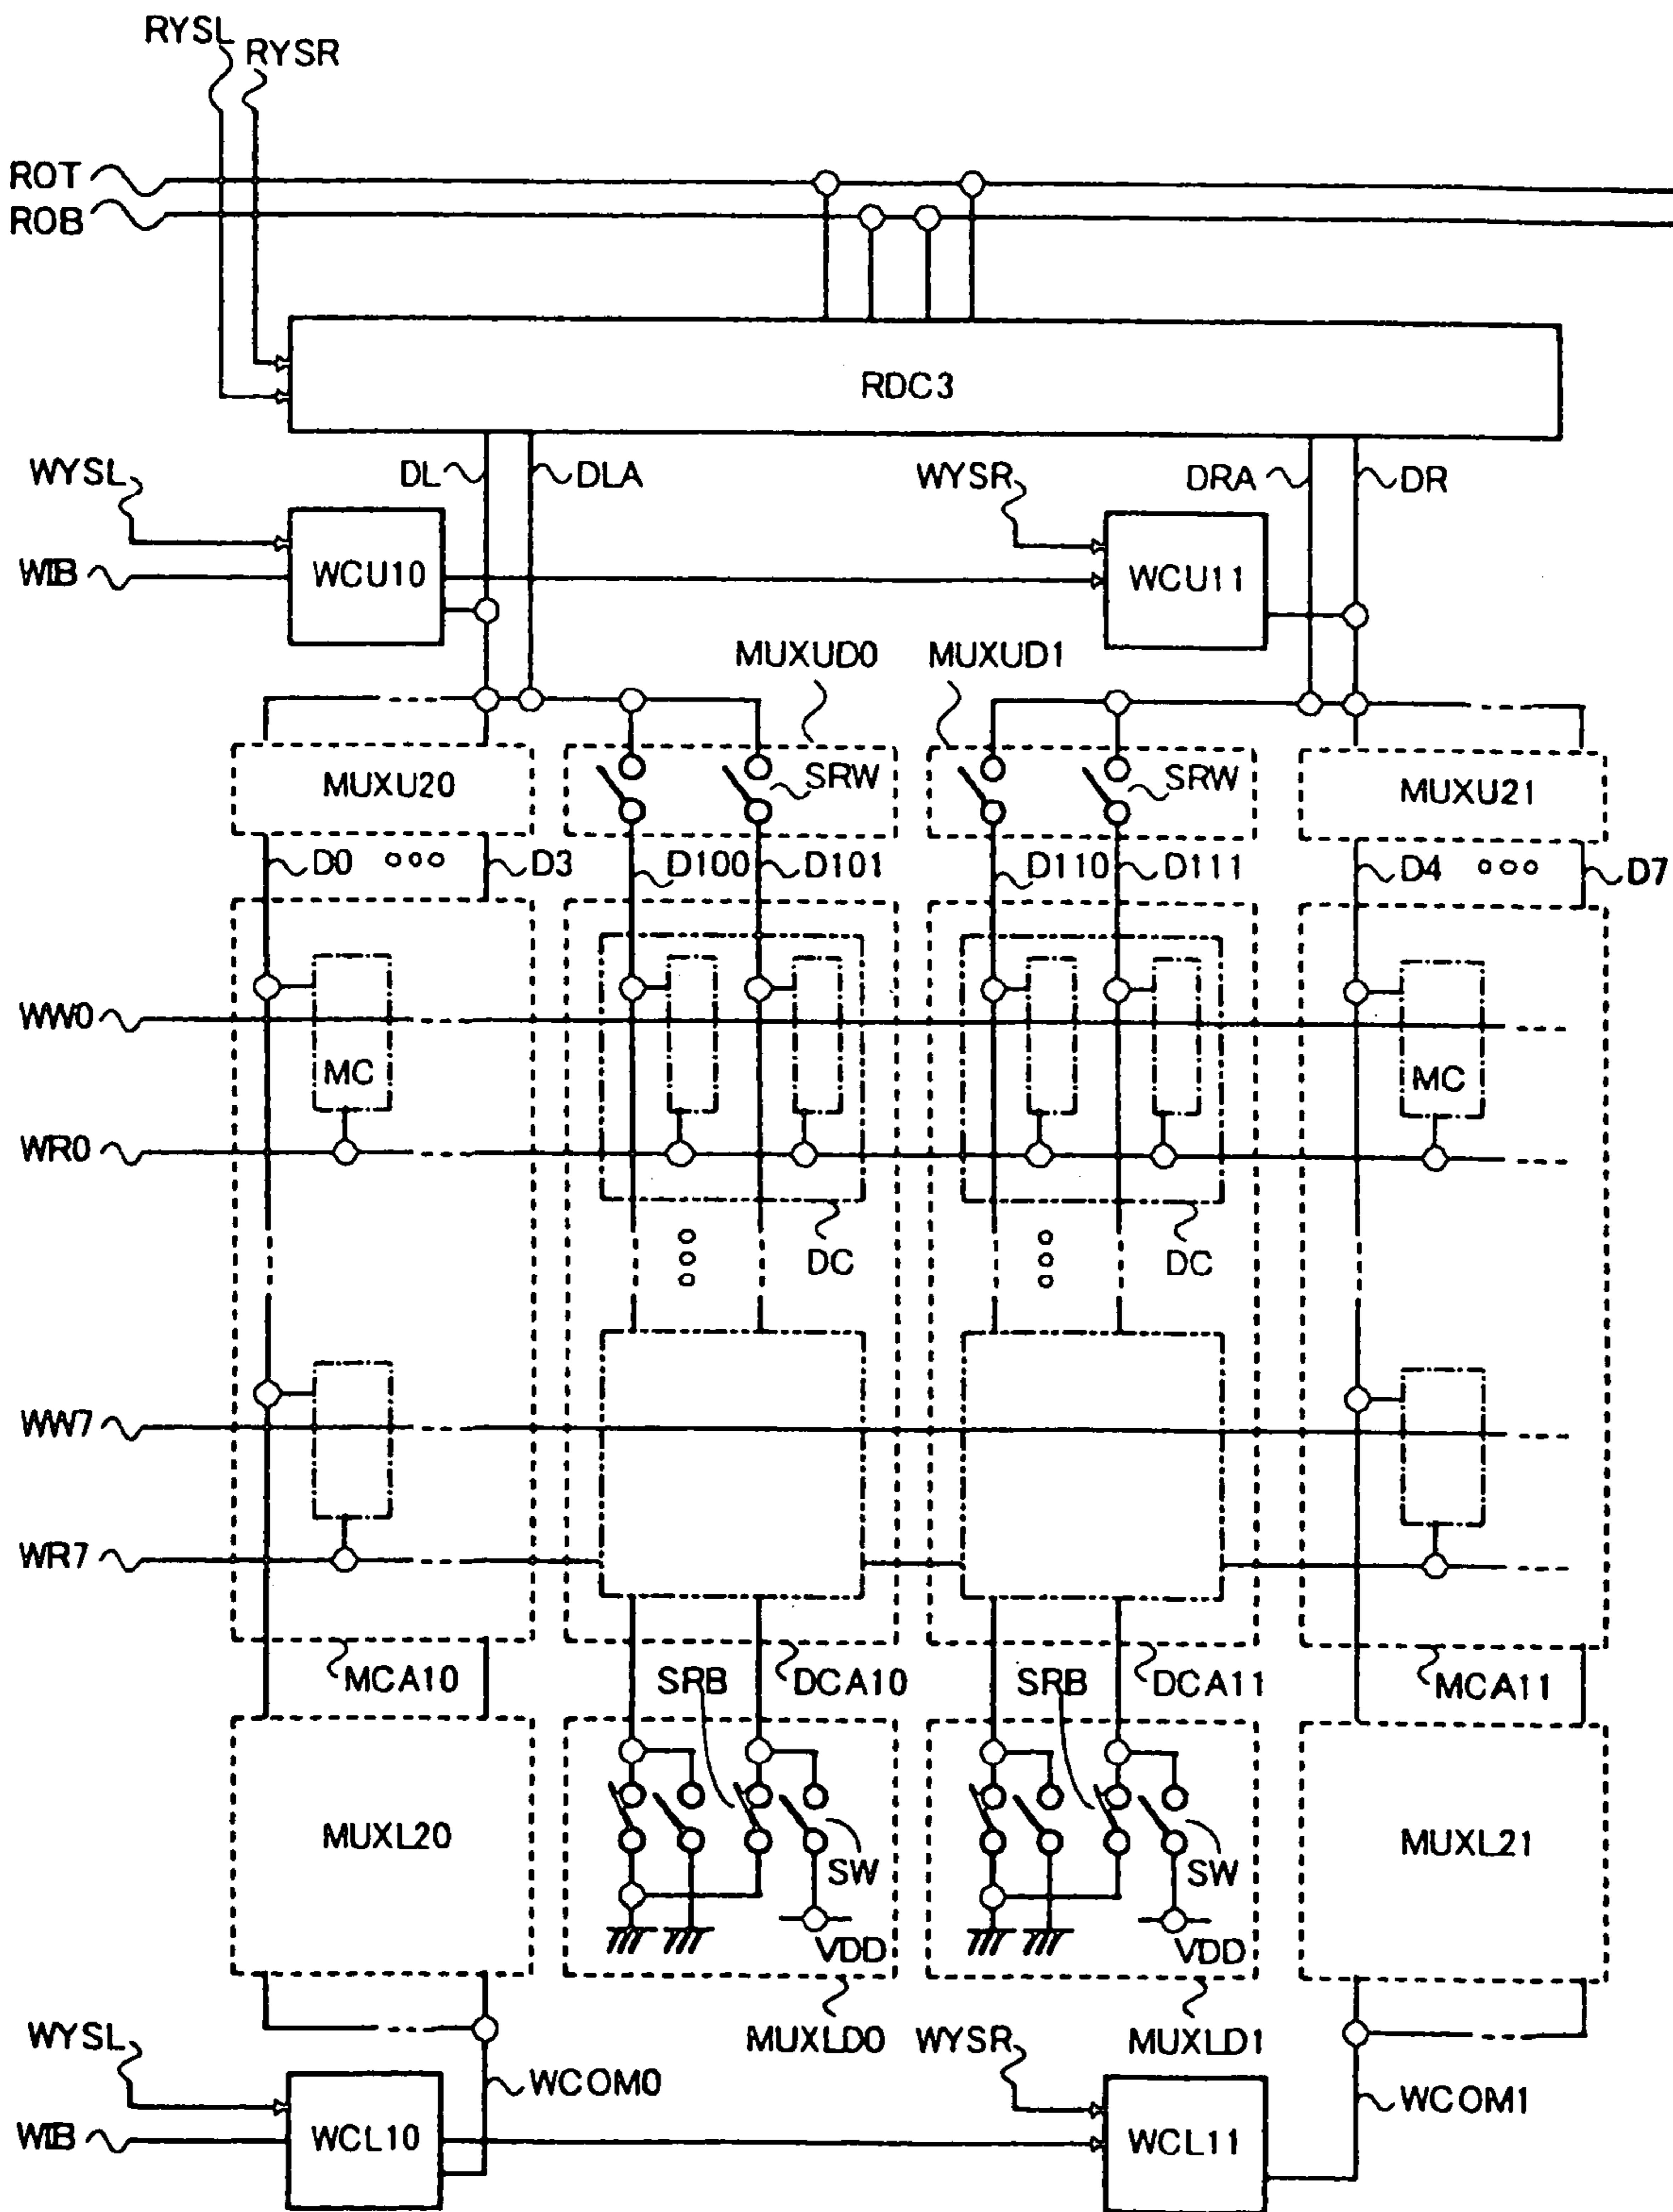 RYSL
RYSR
ROT
ROB
RDC3
WYSL
DL
DLA
WYSR
DRA
DR
WIB
WCU10
WCU11
MUXUD0
MUXUD1
MUXU20
SRW
SRW
MUXU21
D0
D3
D100
D101
D110
D111
D4
D7
WW0
MC
MC
WR0
DC
DC
WW7
WR7
MCA10
SRB
DCA10
SRB
DCA11
MCA11
MUXL20
SW
SW
MUXL21
VDD
VDD
WYSL
MUXLD0
WYSR
MUXLD1
WCOM0
WCOM1
WIB
WCL10
WCL11